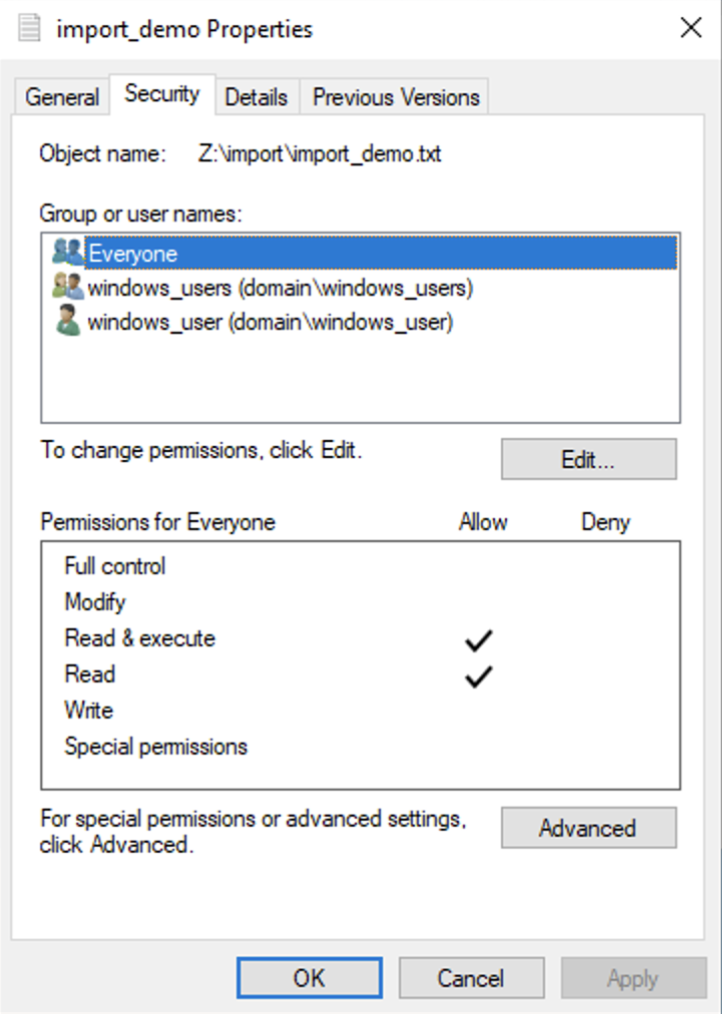 import_demo Properties
General Security Details Previous Versions
Object name: Z:\import\import_demo.txt
Group or user names:
Everyone
windows_users (domain\windows_users)
windows_user (domain\windows_user)
To change permissions, click Edit.
Edit...
Permissions for Everyone Allow Deny
Full control
Modify
Read & execute
Read
Write
Special permissions
For special permissions or advanced settings,
click Advanced.
Advanced
OK Cancel Apply